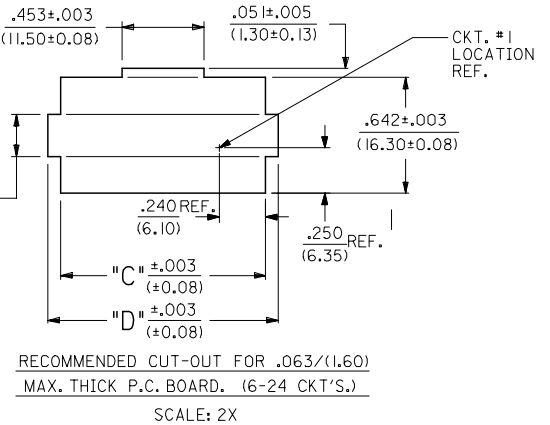 .453±.003
(11.50±0.08)
.051±.005
(1.30±0.13)
CKT. #1
LOCATION
REF.
.642±.003
(16.30±0.08)
.240 REF.
(6.10)
.250 REF.
(6.35)
"C" ±.003
(±0.08)
"D" ±.003
(±0.08)
RECOMMENDED CUT-OUT FOR .063/(1.60)
MAX. THICK P.C. BOARD. (6-24 CKT'S.)
SCALE: 2X